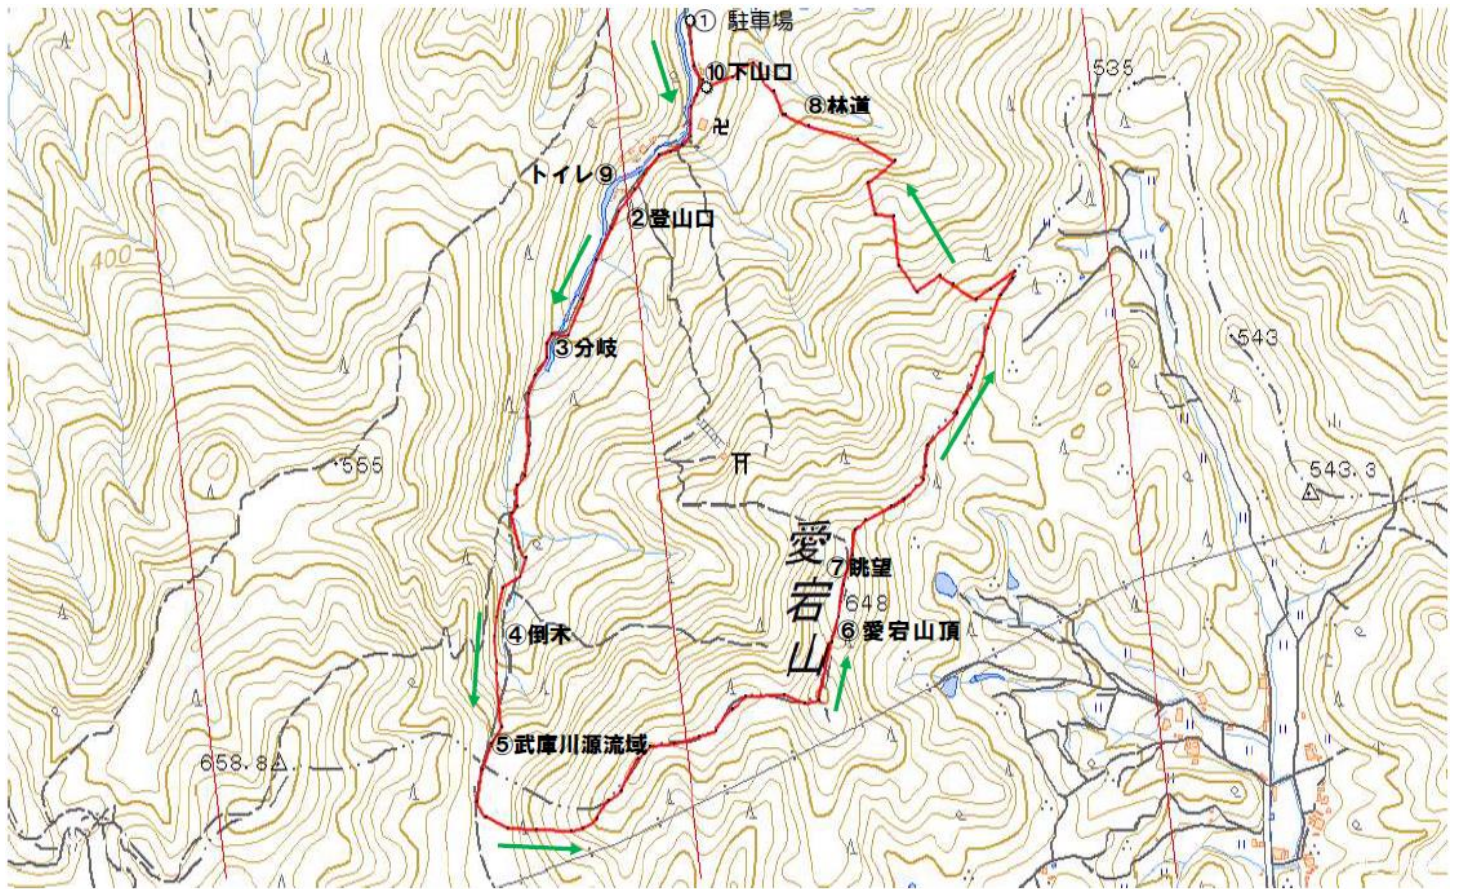 ① 駐車場
535
⑩下山口
⑧林道
卍
トイレ⑨
②登山口
400
543
③分岐
555
543.3
愛宕山
⑦眺望
648
⑥愛宕山頂
④倒木
⑤武庫川源流域
658.8